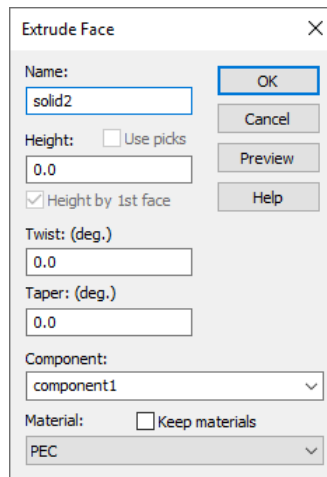 Extrude Face
Name:
solid2
OK
Cancel
Height:
Use picks
0.0
Preview
Height by 1st face
Help
Twist: (deg.)
0.0
Taper: (deg.)
0.0
Component:
component1
Material:
Keep materials
PEC